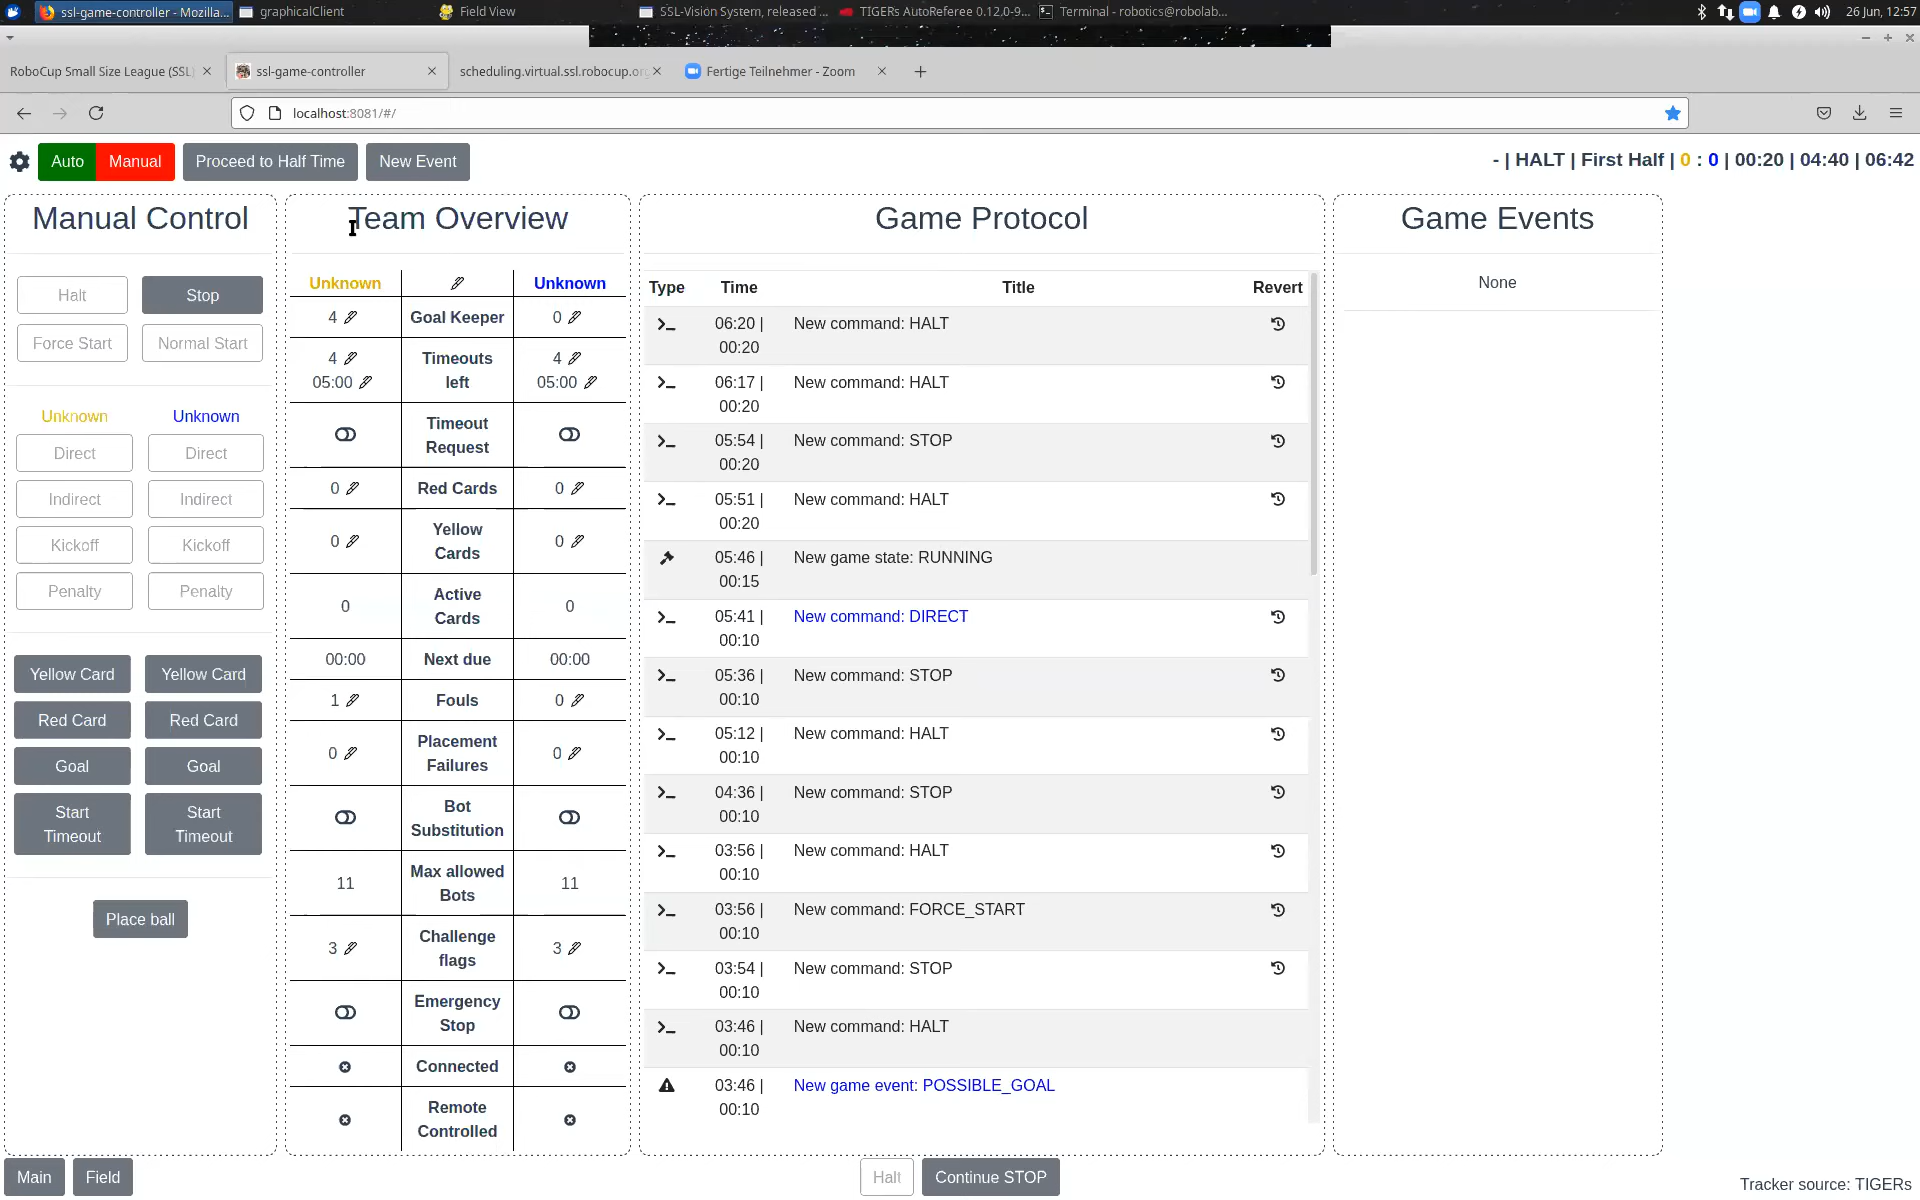 ssl-game-controller - Mozilla... graphicalClient Field View SSL-Vision System, released ... TIGERs AutoReferee 0.12.0-9... Terminal - robotics@robolab... 26 Jun, 12:57
RoboCup Small Size League (SSL) ssl-game-controller scheduling.virtual.ssl.robocup.or Fertige Teilnehmer - Zoom
localhost:8081/#/
Auto Manual Proceed to Half Time New Event - | HALT | First Half | 0 : 0 | 00:20 | 04:40 | 06:42
Manual Control
Halt Stop
Force Start Normal Start
Unknown Unknown
Direct Direct
Indirect Indirect
Kickoff Kickoff
Penalty Penalty
Yellow Card Yellow Card
Red Card Red Card
Goal Goal
Start Timeout Start Timeout
Place ball
Team Overview
Unknown Unknown
4 Goal Keeper 0
4 05:00 Timeouts left 4 05:00
Timeout Request
0 Red Cards 0
0 Yellow Cards 0
0 Active Cards 0
00:00 Next due 00:00
1 Fouls 0
0 Placement Failures 0
Bot Substitution
11 Max allowed Bots 11
3 Challenge flags 3
Emergency Stop
Connected
Remote Controlled
Game Protocol
Type Time Title Revert
06:20 | 00:20 New command: HALT
06:17 | 00:20 New command: HALT
05:54 | 00:20 New command: STOP
05:51 | 00:20 New command: HALT
05:46 | 00:15 New game state: RUNNING
05:41 | 00:10 New command: DIRECT
05:36 | 00:10 New command: STOP
05:12 | 00:10 New command: HALT
04:36 | 00:10 New command: STOP
03:56 | 00:10 New command: HALT
03:56 | 00:10 New command: FORCE_START
03:54 | 00:10 New command: STOP
03:46 | 00:10 New command: HALT
03:46 | 00:10 New game event: POSSIBLE_GOAL
Game Events
None
Main Field Halt Continue STOP Tracker source: TIGERs